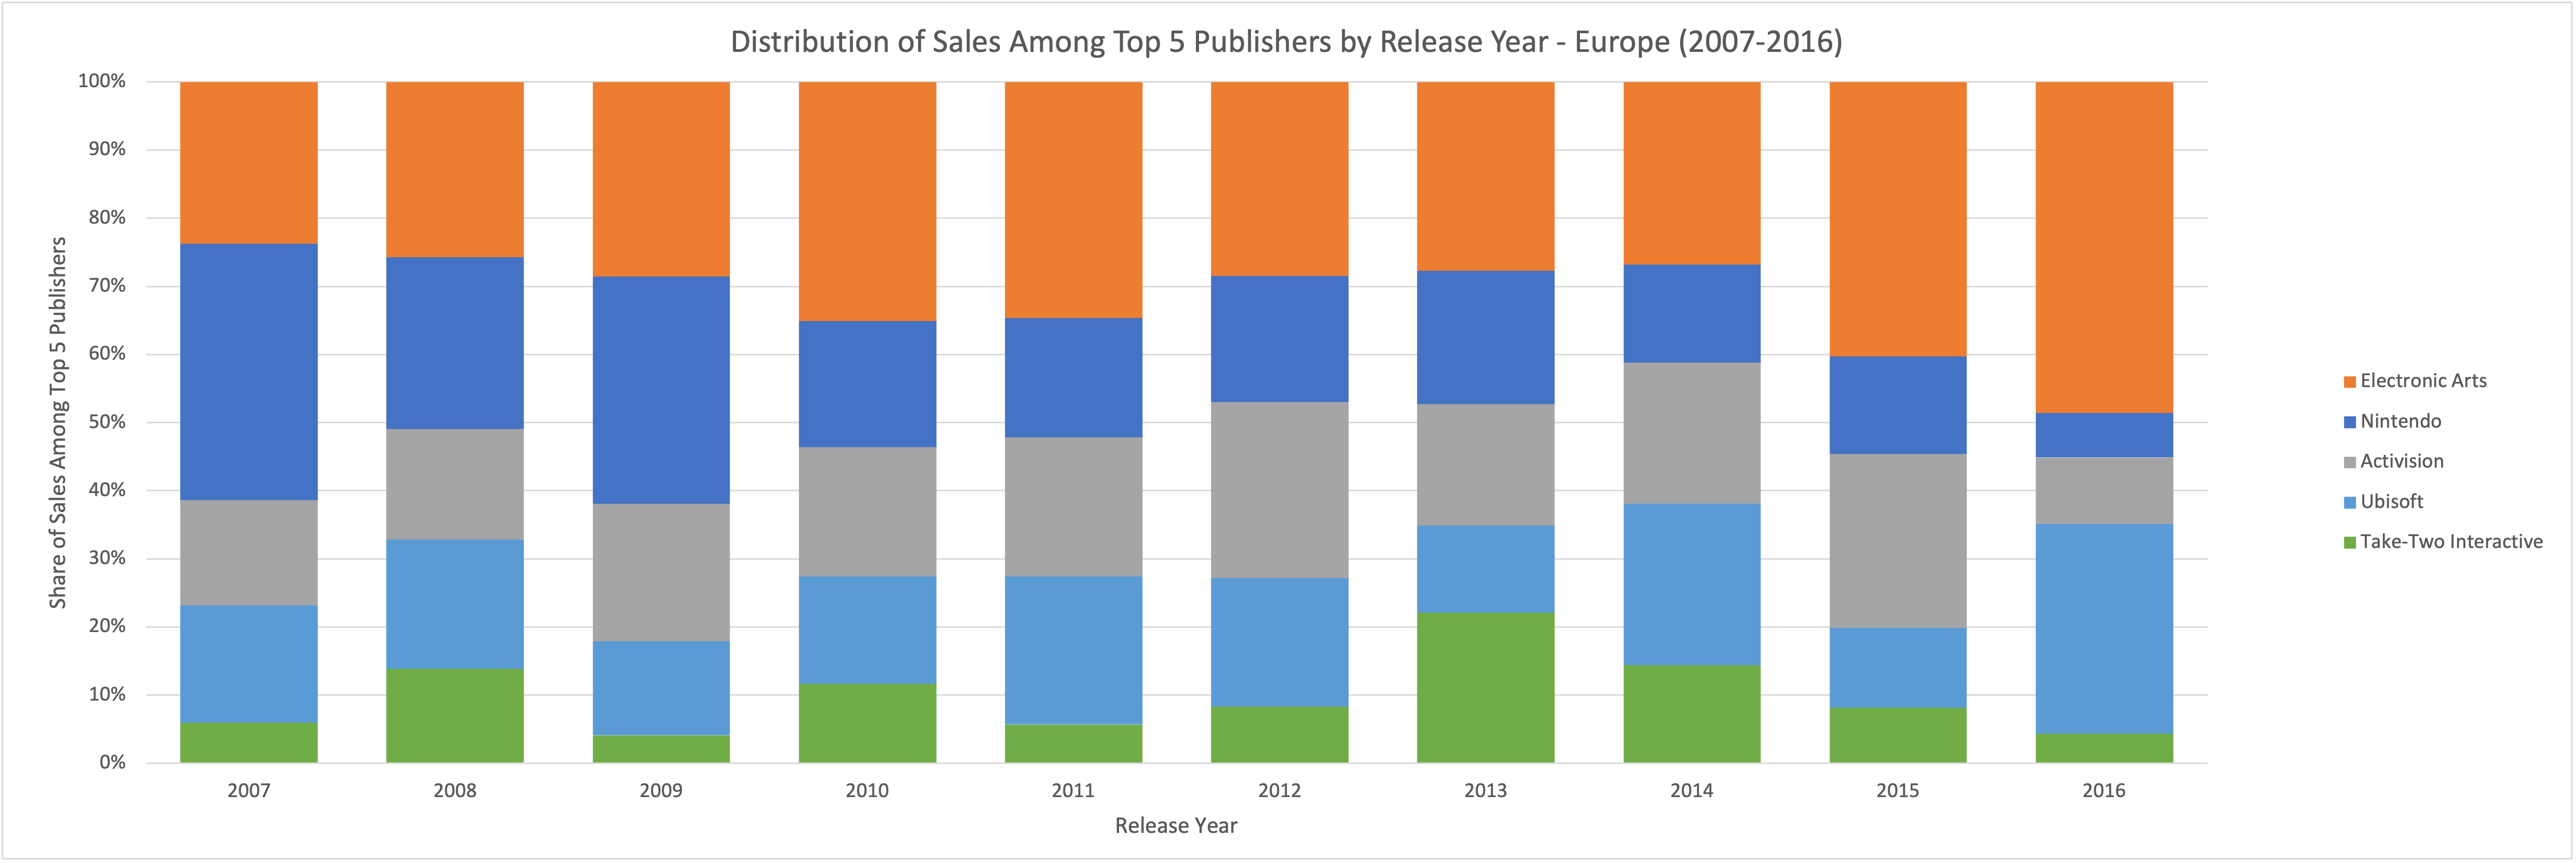 Distribution of Sales Among Top 5 Publishers by Release Year - Europe (2007-2016)
Share of Sales Among Top 5 Publishers
100%
90%
80%
70%
60%
50%
40%
30%
20%
10%
0%
2007 2008 2009 2010 2011 2012 2013 2014 2015 2016
Release Year
Electronic Arts
Nintendo
Activision
Ubisoft
Take-Two Interactive